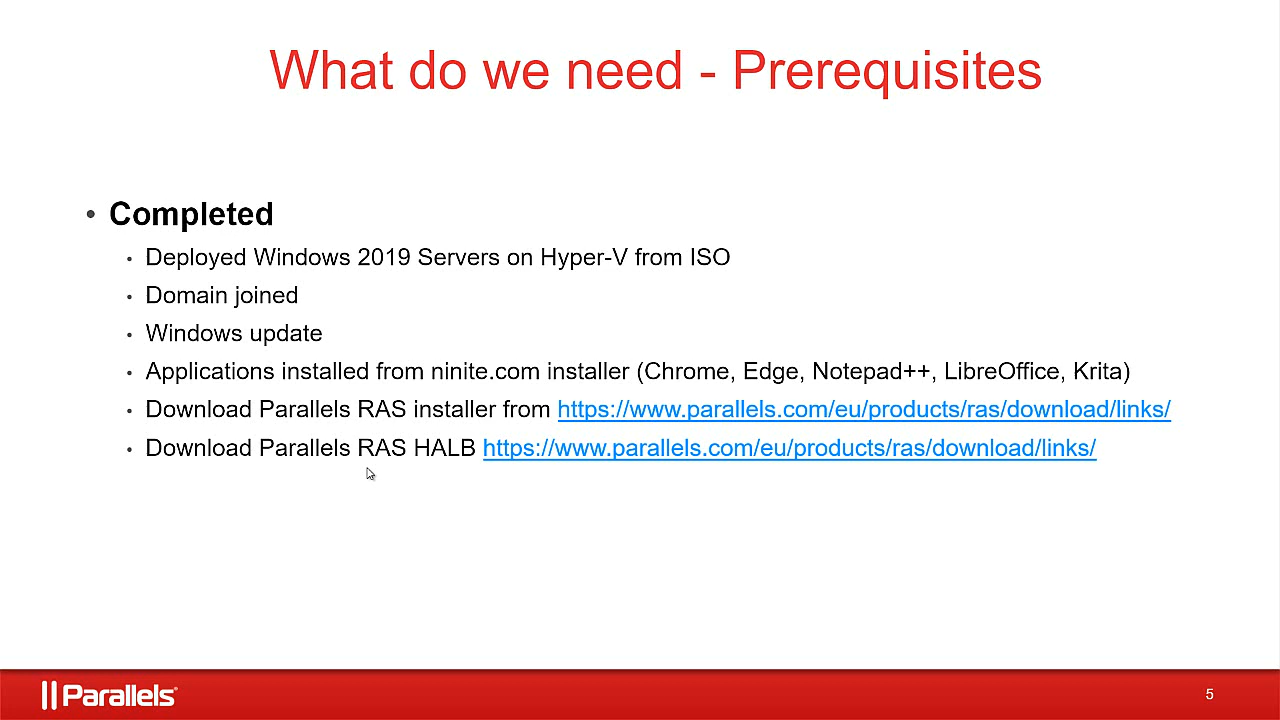 What do we need - Prerequisites
• Completed
• Deployed Windows 2019 Servers on Hyper-V from ISO
• Domain joined
• Windows update
• Applications installed from ninite.com installer (Chrome, Edge, Notepad++, LibreOffice, Krita)
• Download Parallels RAS installer from https://www.parallels.com/eu/products/ras/download/links/
• Download Parallels RAS HALB https://www.parallels.com/eu/products/ras/download/links/
Parallels®
5